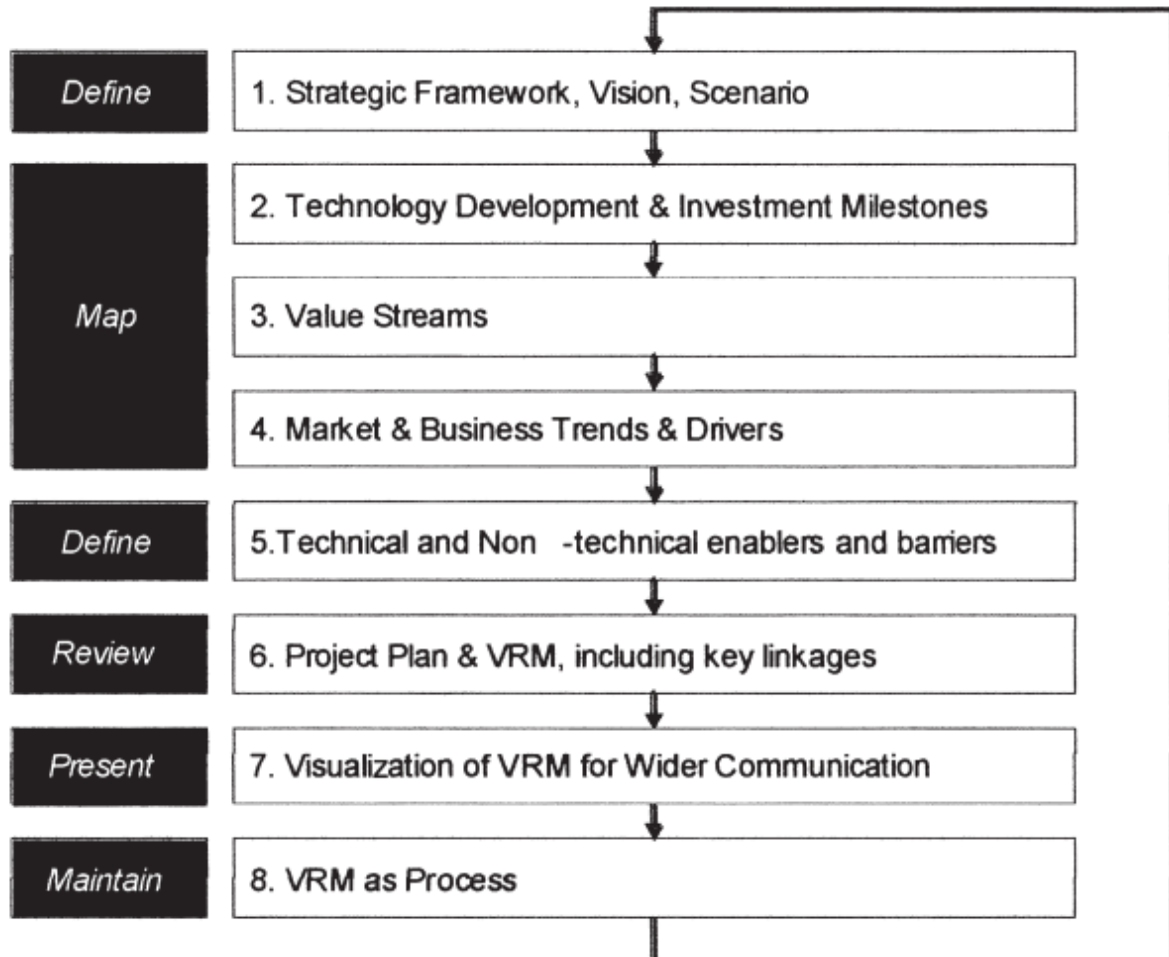 Define
1. Strategic Framework, Vision, Scenario
Map
2. Technology Development & Investment Milestones
3. Value Streams
4. Market & Business Trends & Drivers
Define
5.Technical and Non -technical enablers and barriers
Review
6. Project Plan & VRM, including key linkages
Present
7. Visualization of VRM for Wider Communication
Maintain
8. VRM as Process